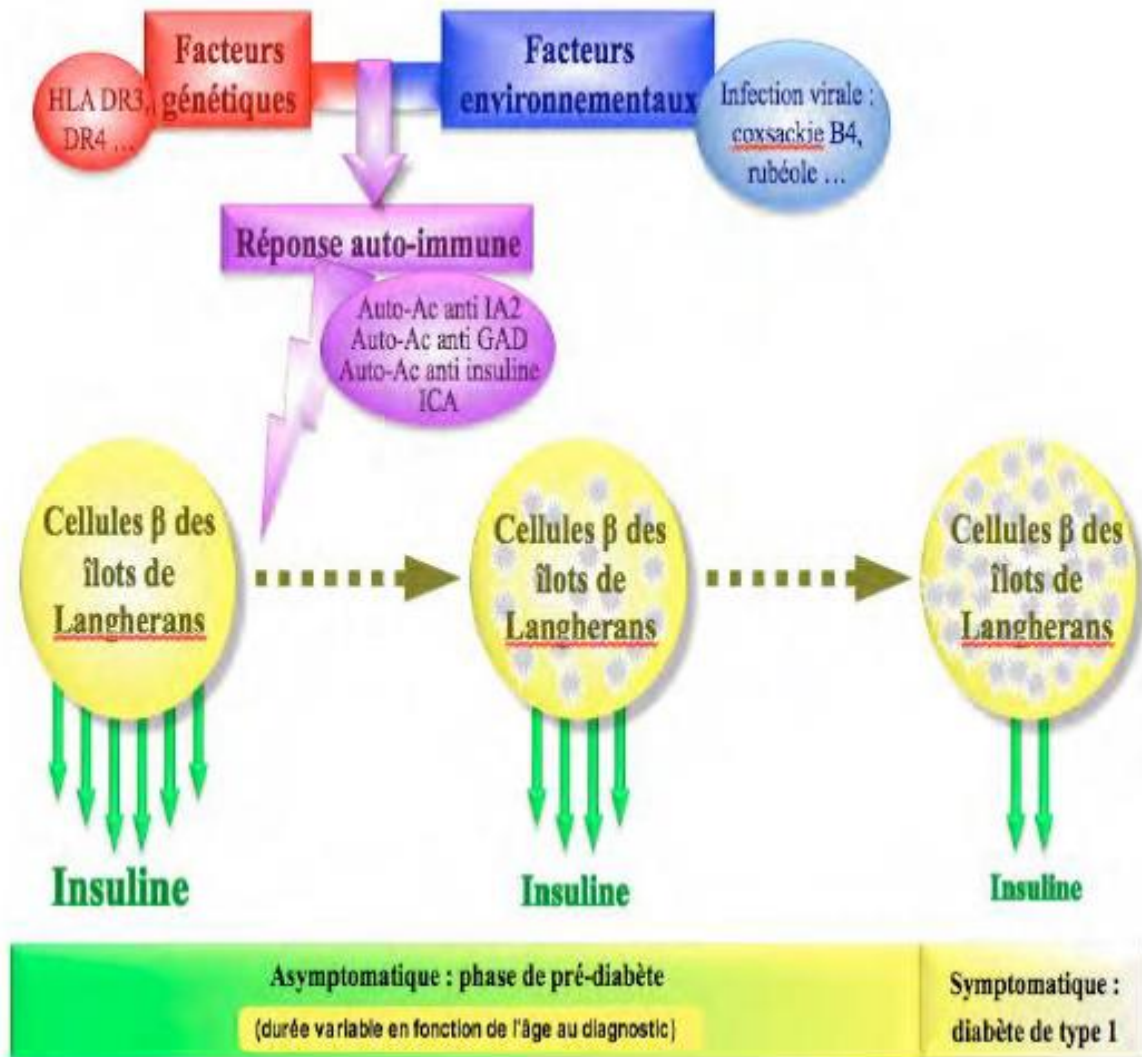 Facteurs
génétiques
HLA DR3,
DR4 ...
Facteurs
environnementaux
Infection virale :
coxsackie B4,
rubéole ...
Réponse auto-immune
Auto-Ac anti IA2
Auto-Ac anti GAD
Auto-Ac anti insuline
ICA
Cellules β des
îlots de
Langherans
Cellules β des
îlots de
Langherans
Cellules β des
îlots de
Langherans
Insuline
Insuline
Insuline
Asymptomatique : phase de pré-diabète
(durée variable en fonction de l'âge au diagnostic)
Symptomatique :
diabète de type 1